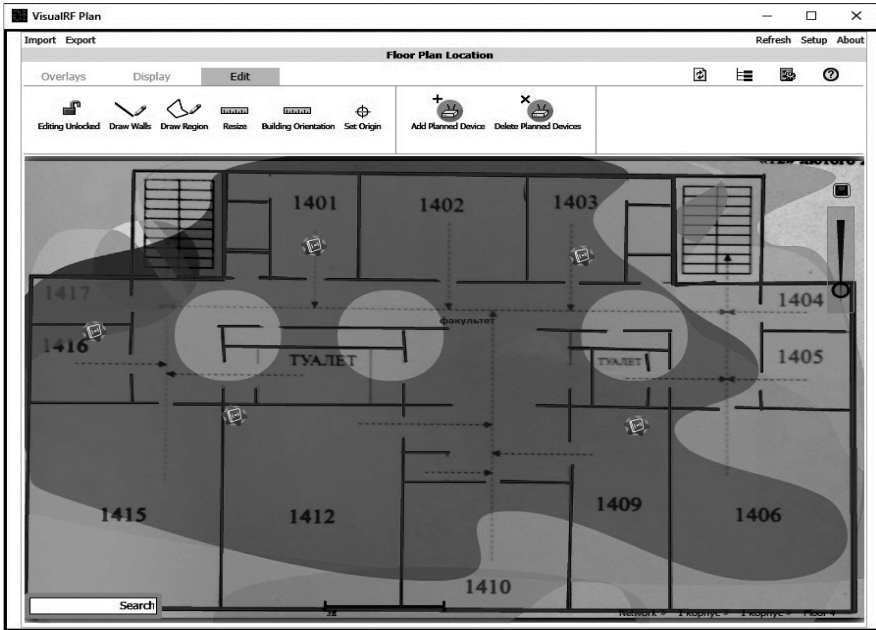 VisualRF Plan
Import Export
Refresh Setup About
Floor Plan Location
Overlays Display Edit
Editing Unlocked Draw Walls Draw Region Resize Building Orientation Set Origin Add Planned Device Delete Planned Devices
1401 1402 1403
1417 1404
факультет
1416 ТУАЛЕТ ТУАЛЕТ 1405
1415 1412 1409 1406
1410
Search
Network > 1 корпус > 1 корпус > Floor 4